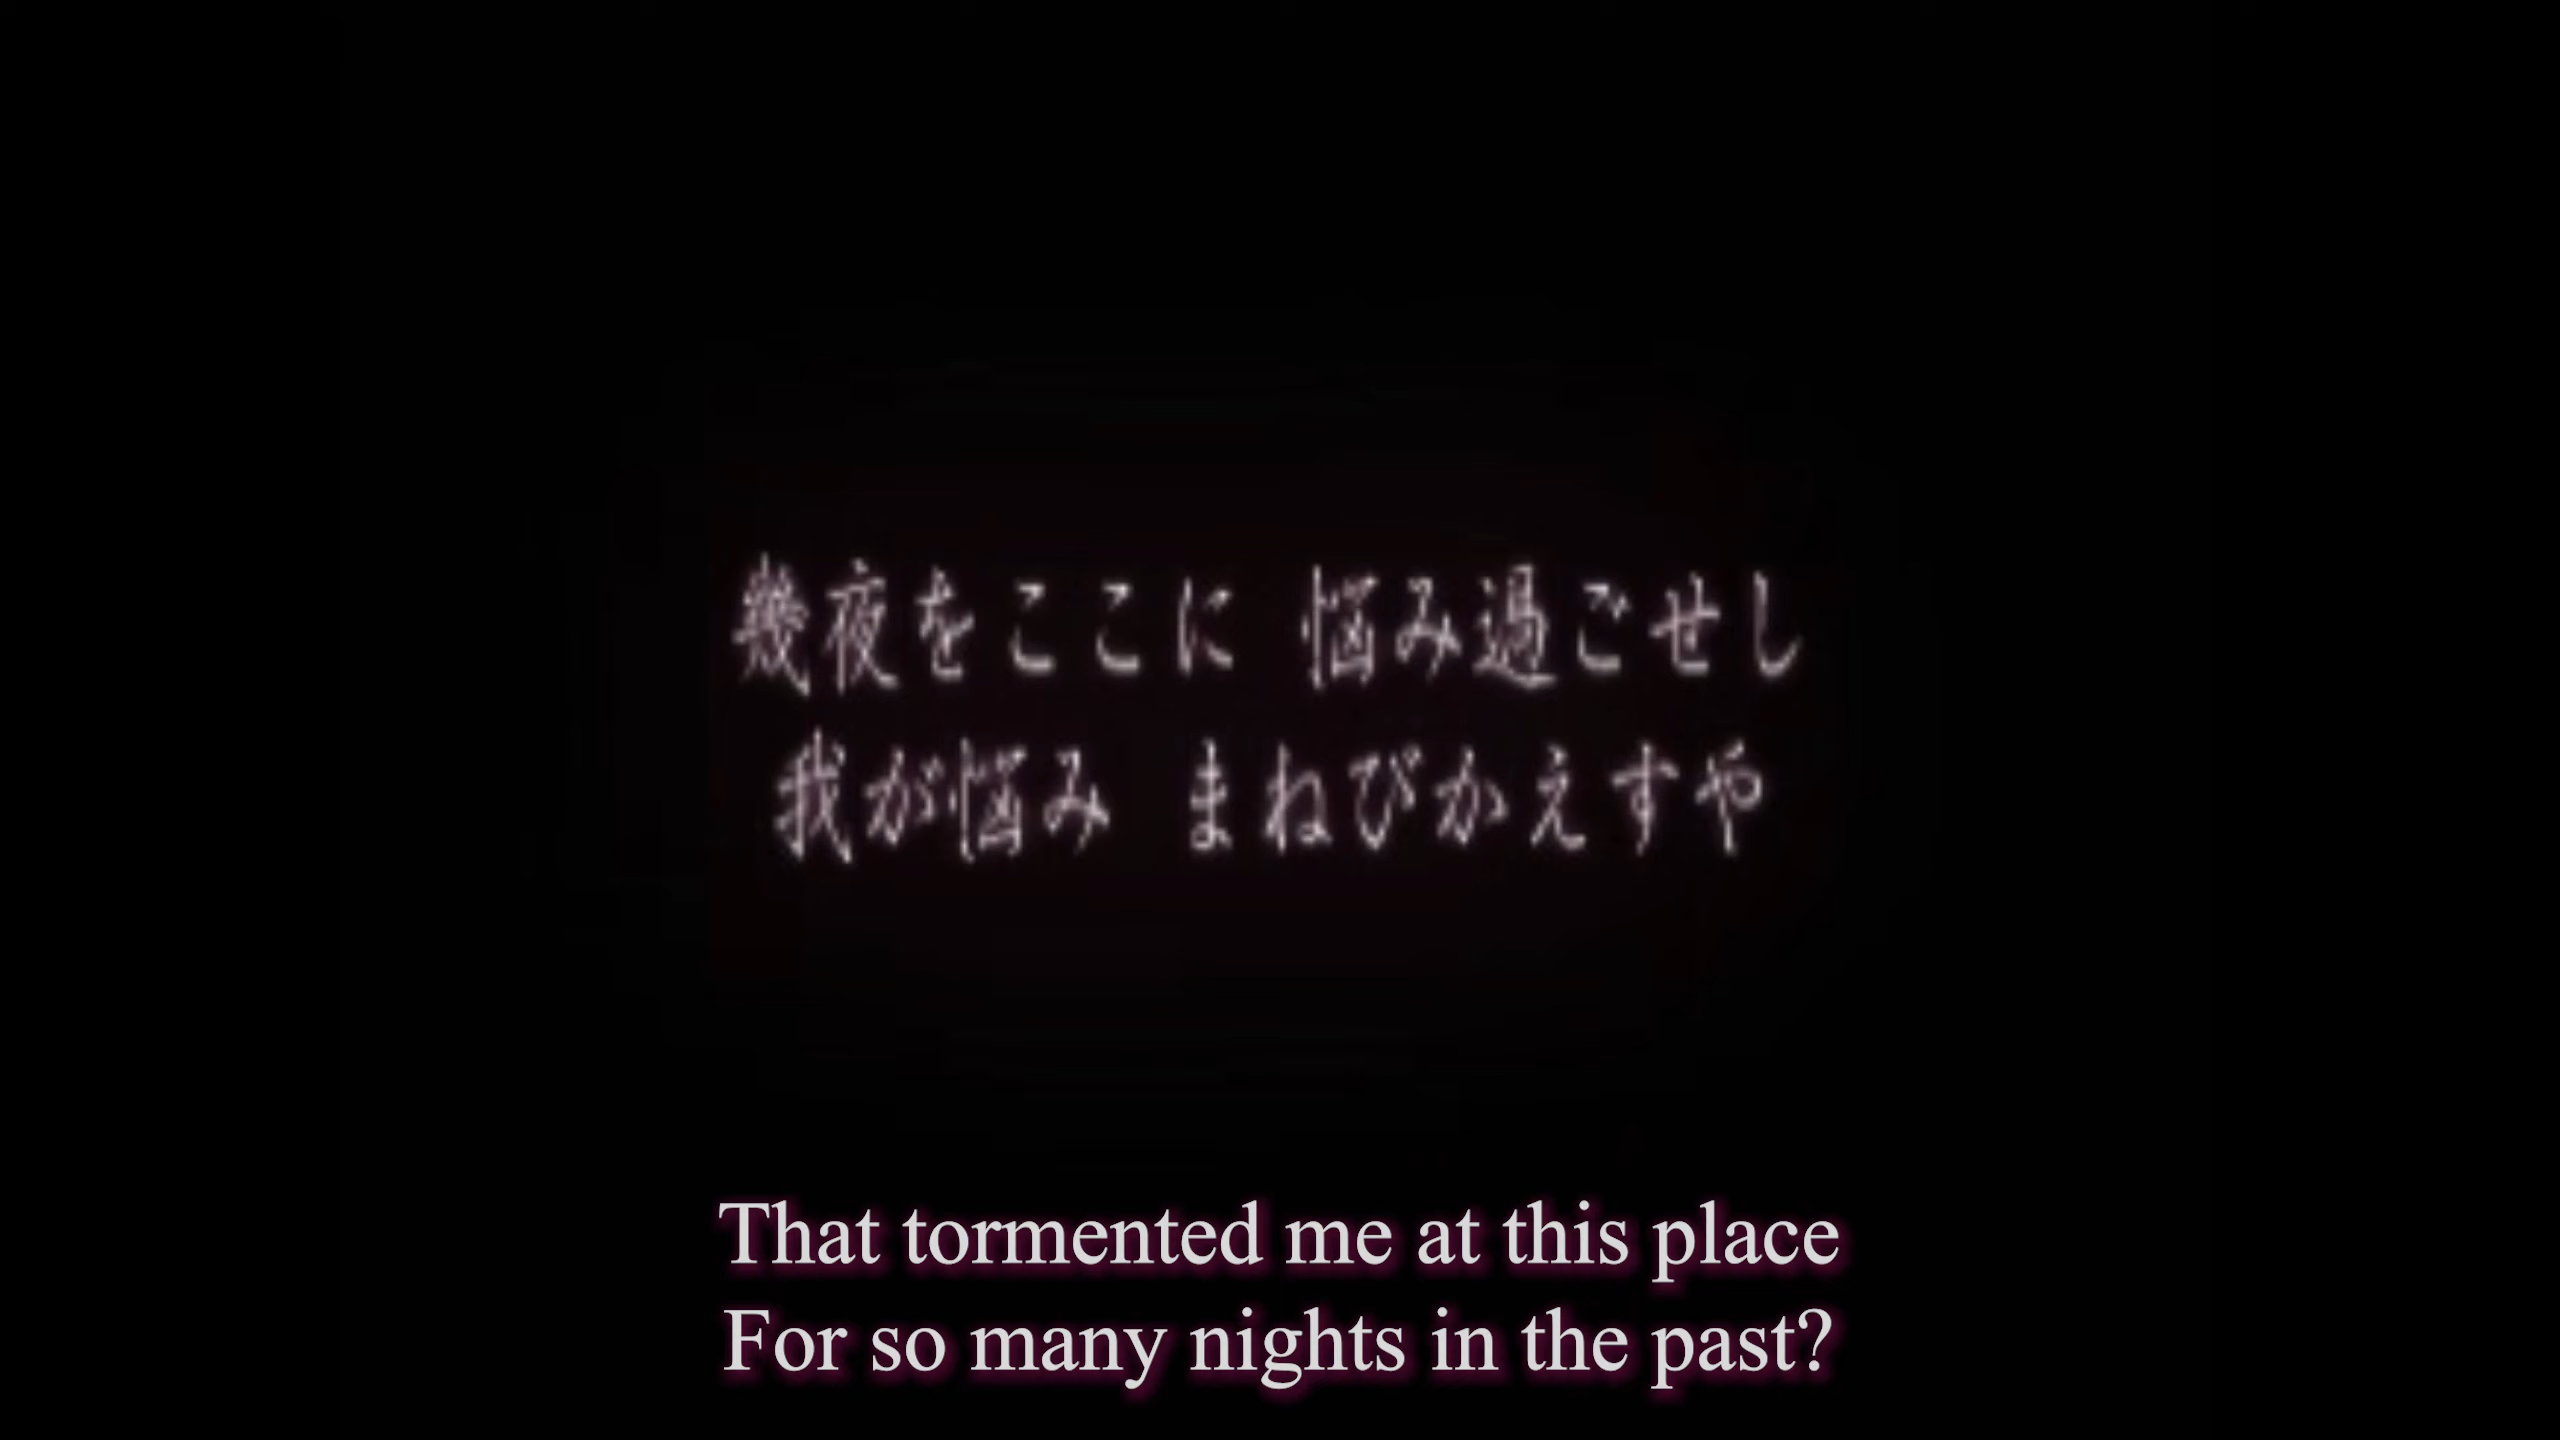 幾夜をここに 悩み過ごせし
我が悩み まねびかえすや
That tormented me at this place
For so many nights in the past?